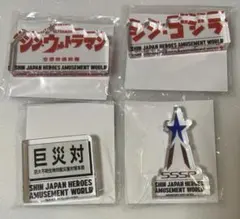 シン・ウルトラマン
SHIN JAPAN HEROES AMUSEMENT WORLD
シン・ゴジラ
SHIN JAPAN HEROES AMUSEMENT WORLD
巨災対
SHIN JAPAN HEROES
AMUSEMENT WORLD
SSSP
SHIN JAPAN HEROES
AMUSEMENT WORLD